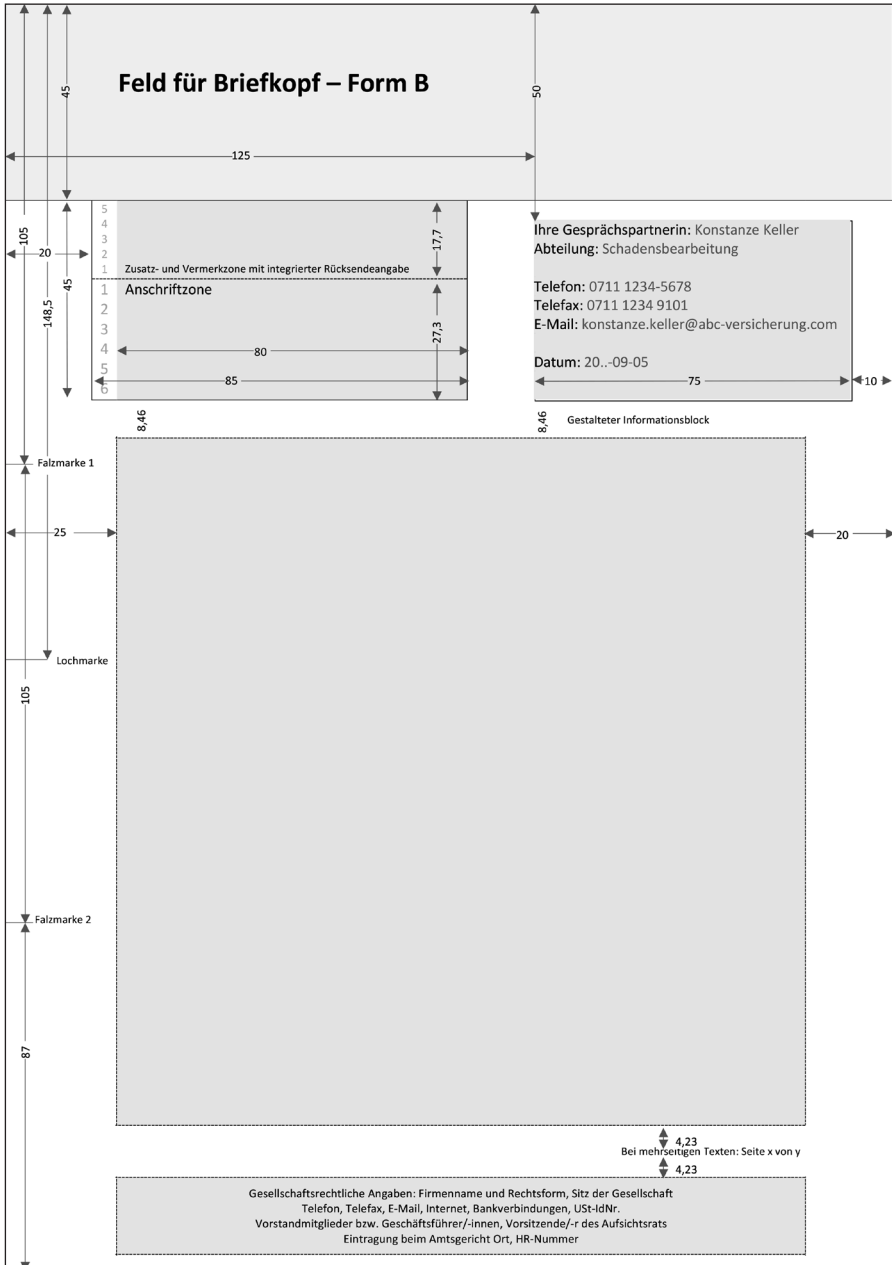 Feld für Briefkopf – Form B
45
50
125
105
20
148,5
45
5
4
3
2
1
Zusatz- und Vermerkzone mit integrierter Rücksendeangabe
17,7
1
Anschriftzone
2
3
4
5
6
27,3
80
85
Ihre Gesprächspartnerin: Konstanze Keller
Abteilung: Schadensbearbeitung
Telefon: 0711 1234-5678
Telefax: 0711 1234 9101
E-Mail: konstanze.keller@abc-versicherung.com
Datum: 20..-09-05
75
10
8,46
8,46
Gestalteter Informationsblock
Falzmarke 1
25
20
Lochmarke
105
Falzmarke 2
87
4,23
Bei mehrseitigen Texten: Seite x von y
4,23
Gesellschaftsrechtliche Angaben: Firmenname und Rechtsform, Sitz der Gesellschaft
Telefon, Telefax, E-Mail, Internet, Bankverbindungen, USt-IdNr.
Vorstandmitglieder bzw. Geschäftsführer/-innen, Vorsitzende/-r des Aufsichtsrats
Eintragung beim Amtsgericht Ort, HR-Nummer